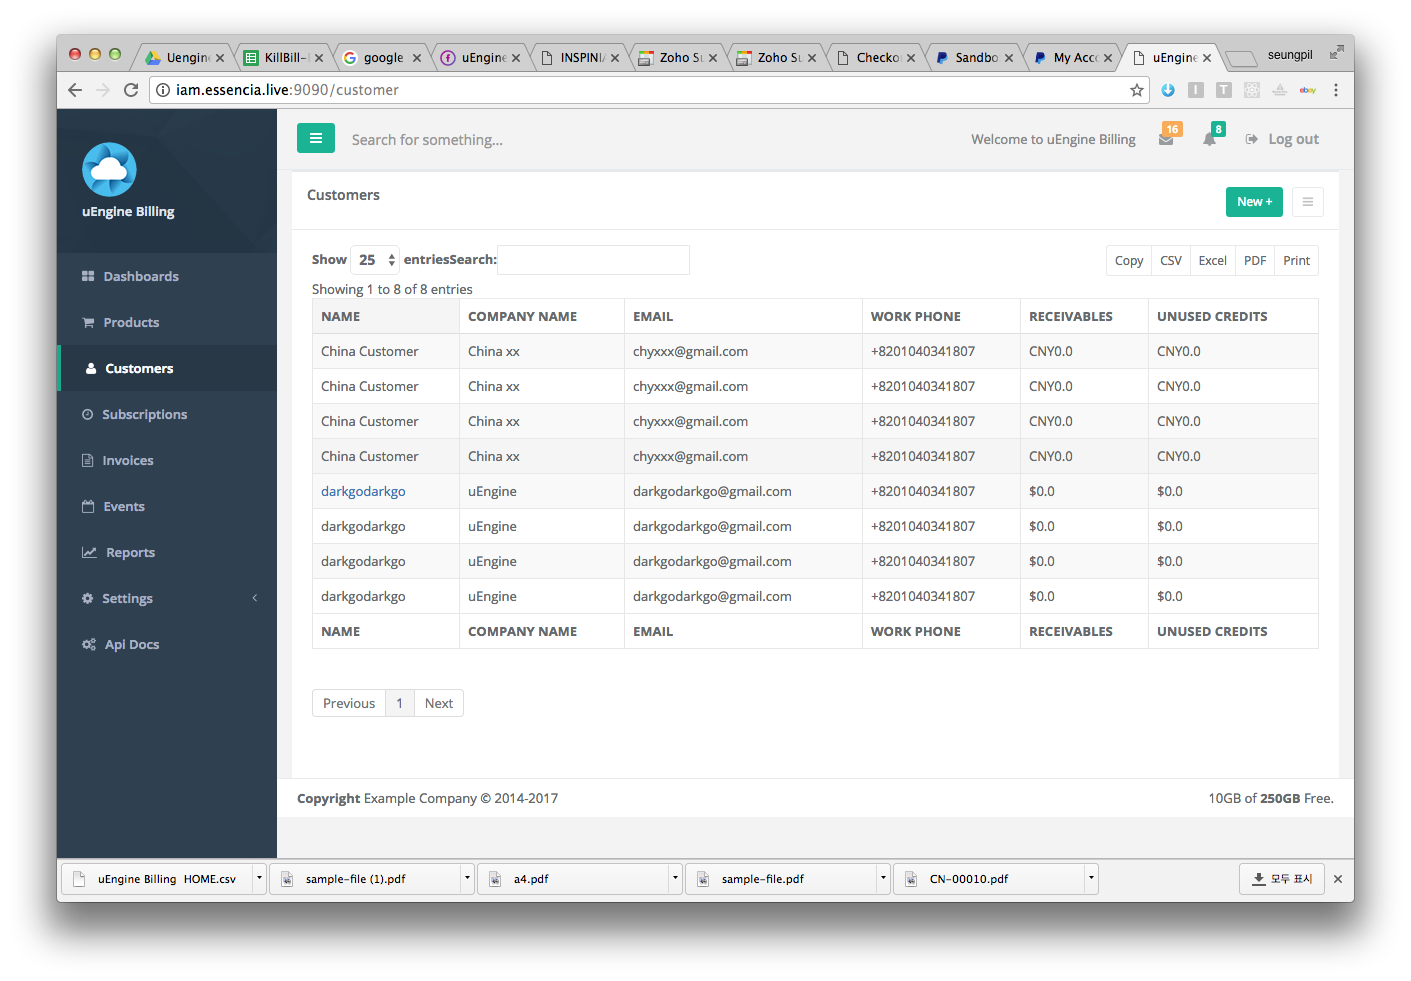 Uengin
KillBill-
google
uEngine
INSPINI
Zoho Su
Zoho Su
Checko
Sandbo
My Acc
uEngine
seungpil
iam.essencia.live:9090/customer
I
T
ebay
uEngine Billing
Dashboards
Products
Customers
Subscriptions
Invoices
Events
Reports
Settings
Api Docs
Search for something...
Welcome to uEngine Billing
16
8
Log out
Customers
New +
Show 25 entriesSearch:
Copy CSV Excel PDF Print
Showing 1 to 8 of 8 entries
NAME COMPANY NAME EMAIL WORK PHONE RECEIVABLES UNUSED CREDITS
China Customer China xx chyxxx@gmail.com +8201040341807 CNY0.0 CNY0.0
China Customer China xx chyxxx@gmail.com +8201040341807 CNY0.0 CNY0.0
China Customer China xx chyxxx@gmail.com +8201040341807 CNY0.0 CNY0.0
China Customer China xx chyxxx@gmail.com +8201040341807 CNY0.0 CNY0.0
darkgodarkgo uEngine darkgodarkgo@gmail.com +8201040341807 $0.0 $0.0
darkgodarkgo uEngine darkgodarkgo@gmail.com +8201040341807 $0.0 $0.0
darkgodarkgo uEngine darkgodarkgo@gmail.com +8201040341807 $0.0 $0.0
darkgodarkgo uEngine darkgodarkgo@gmail.com +8201040341807 $0.0 $0.0
NAME COMPANY NAME EMAIL WORK PHONE RECEIVABLES UNUSED CREDITS
Previous 1 Next
Copyright Example Company © 2014-2017
10GB of 250GB Free.
uEngine Billing HOME.csv
sample-file (1).pdf
a4.pdf
sample-file.pdf
CN-00010.pdf
모두 표시